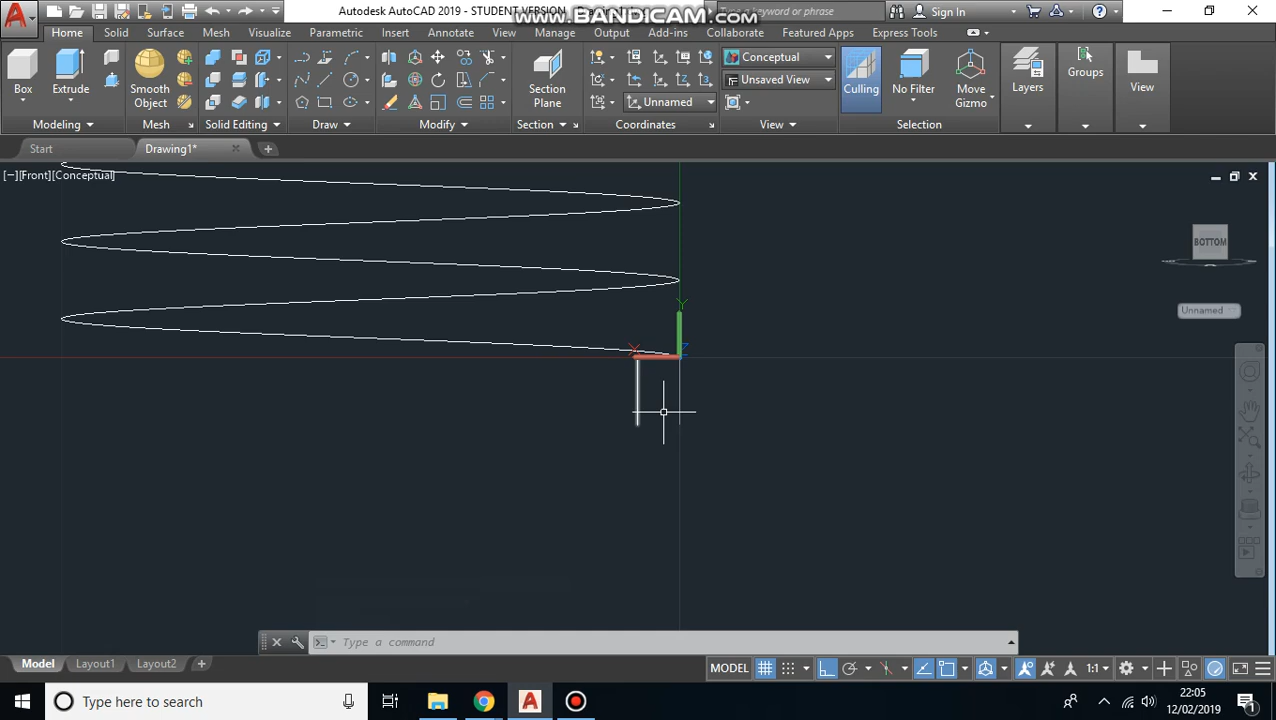 Autodesk AutoCAD 2019 - STUDENT VERSION
www.BANDICAM.com
Type a keyword or phrase
Sign In
Home Solid Surface Mesh Visualize Parametric Insert Annotate View Manage Output Add-ins Collaborate Featured Apps Express Tools
Conceptual
Unsaved View
Unnamed
Box Extrude Smooth Object Section Plane Culling No Filter Move Gizmo Layers Groups View
Modeling Mesh Solid Editing Draw Modify Section Coordinates View Selection
Start Drawing1*
[−][Front][Conceptual]
BOTTOM
Y
Unnamed
X Z
Type a command
Model Layout1 Layout2 +
MODEL 1:1
Type here to search
22:05
12/02/2019
1